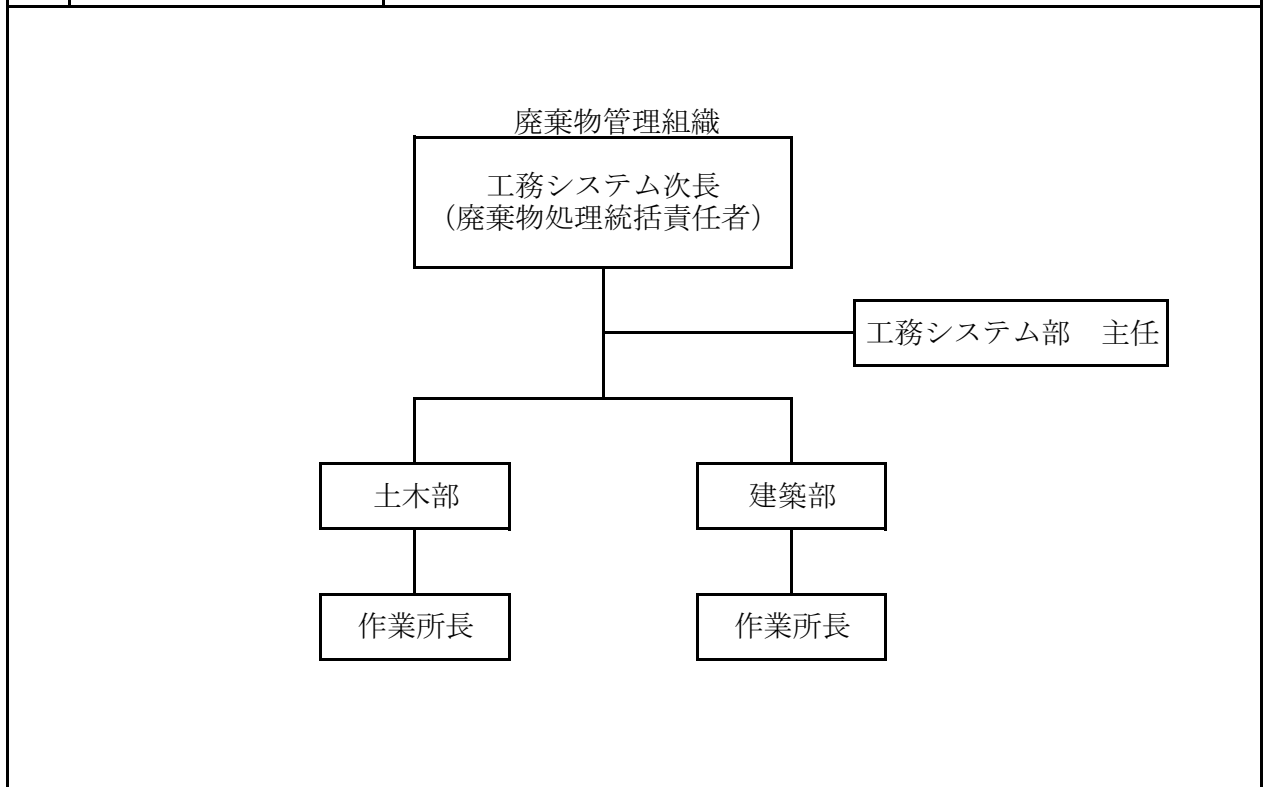 廃棄物管理組織
工務システム次長
（廃棄物処理統括責任者）
工務システム部　主任
土木部
建築部
作業所長
作業所長